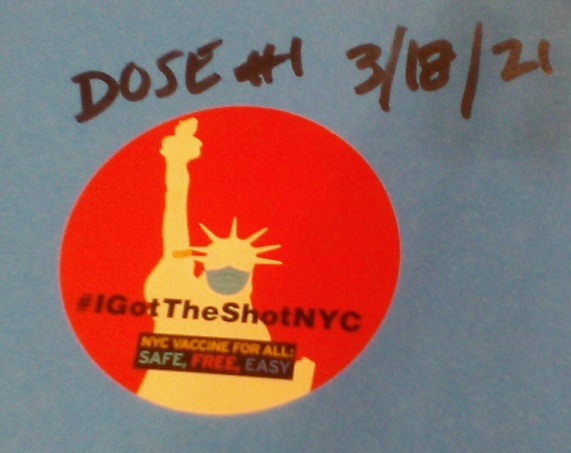 DOSE #1 3/18/21
#IGotTheShotNYC
NYC VACCINE FOR ALL:
SAFE, FREE, EASY